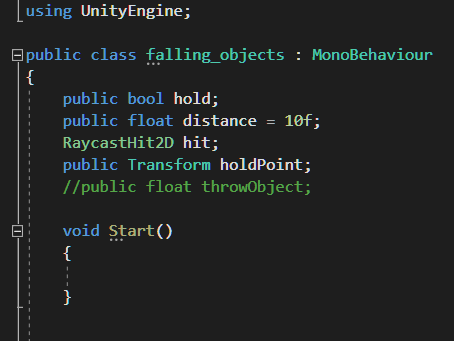 using UnityEngine;
public class falling_objects : MonoBehaviour
{
public bool hold;
public float distance = 10f;
RaycastHit2D hit;
public Transform holdPoint;
//public float throwObject;
void Start()
{
}